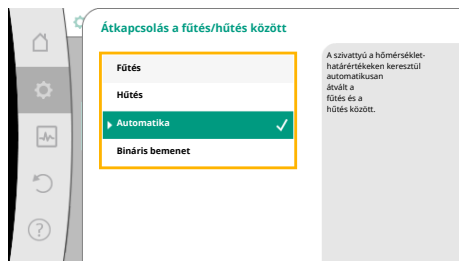 Átkapcsolás a fűtés/hűtés között
Fűtés
Hűtés
Automatika
Bináris bemenet
A szivattyú a hőmérséklet-
határértékeken keresztül
automatikusan
átvált a
fűtés és a
hűtés között.